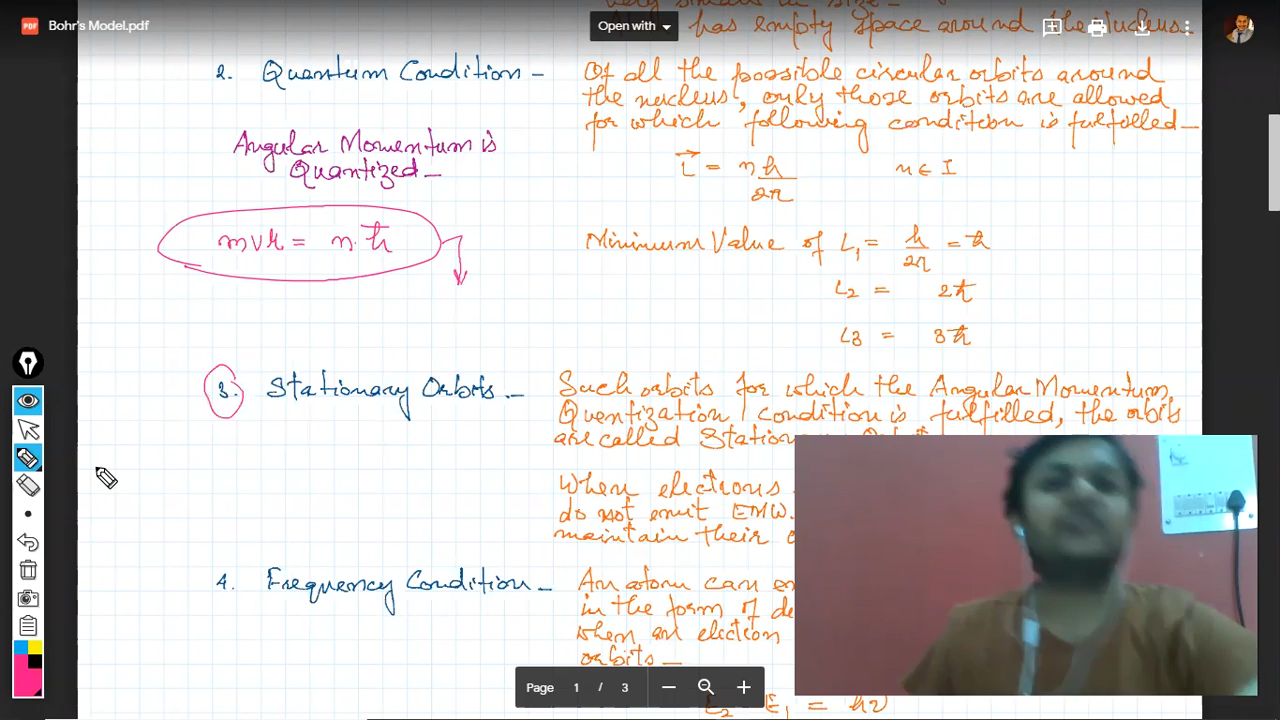 Bohr's Model.pdf
Open with
has empty space around the nucleus.
2. Quantum Condition -
Of all the possible circular orbits around
the nucleus, only those orbits are allowed
for which following condition is fulfilled -
Angular Momentum is
Quantized -
L = nh/2π n ∈ I
mvr = n.ħ
Minimum Value of L1 = h/2π = ħ
L2 = 2ħ
L3 = 3ħ
3. Stationary Orbits. -
Such orbits for which the Angular Momentum
Quentization condition is fulfilled, the orbits
are called Station
When electrons
do not emit EMW.
maintain their
4. Frequency Condition -
An atom can
in the form of
when an electron
orbits -
Page 1 / 3
E2 E1 = hν